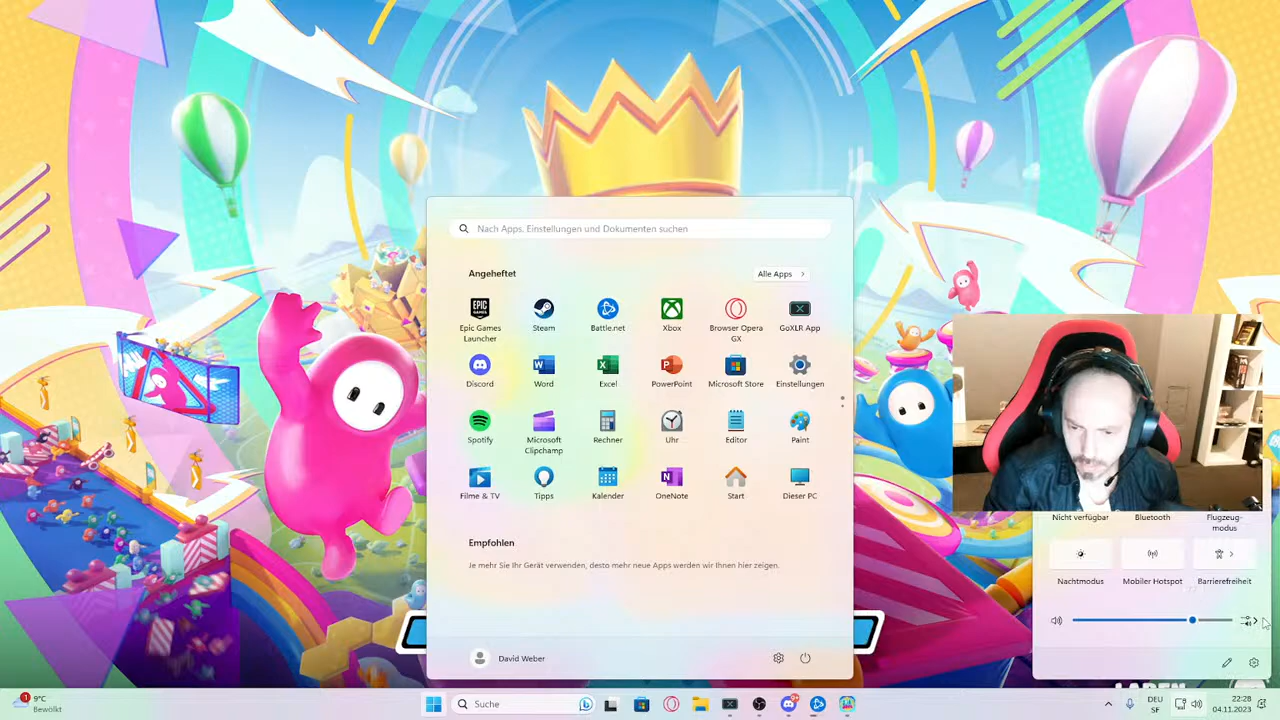 Nach Apps, Einstellungen und Dokumenten suchen
Angeheftet
Alle Apps
EPIC
GAMES
Epic Games
Launcher
Steam
Battle.net
Xbox
Browser Opera
GX
GoXLR App
Discord
Word
Excel
PowerPoint
Microsoft Store
Einstellungen
Spotify
Microsoft
Clipchamp
Rechner
Uhr
Editor
Paint
Filme & TV
Tipps
Kalender
OneNote
Start
Dieser PC
Empfohlen
Je mehr Sie Ihr Gerät verwenden, desto mehr neue Apps werden wir Ihnen hier zeigen.
David Weber
Nicht verfügbar
Bluetooth
Flugzeug-
modus
Nachtmodus
Mobiler Hotspot
Barrierefreiheit
1
9°C
Bewölkt
Suche
DEU
SF
22:28
04.11.2023